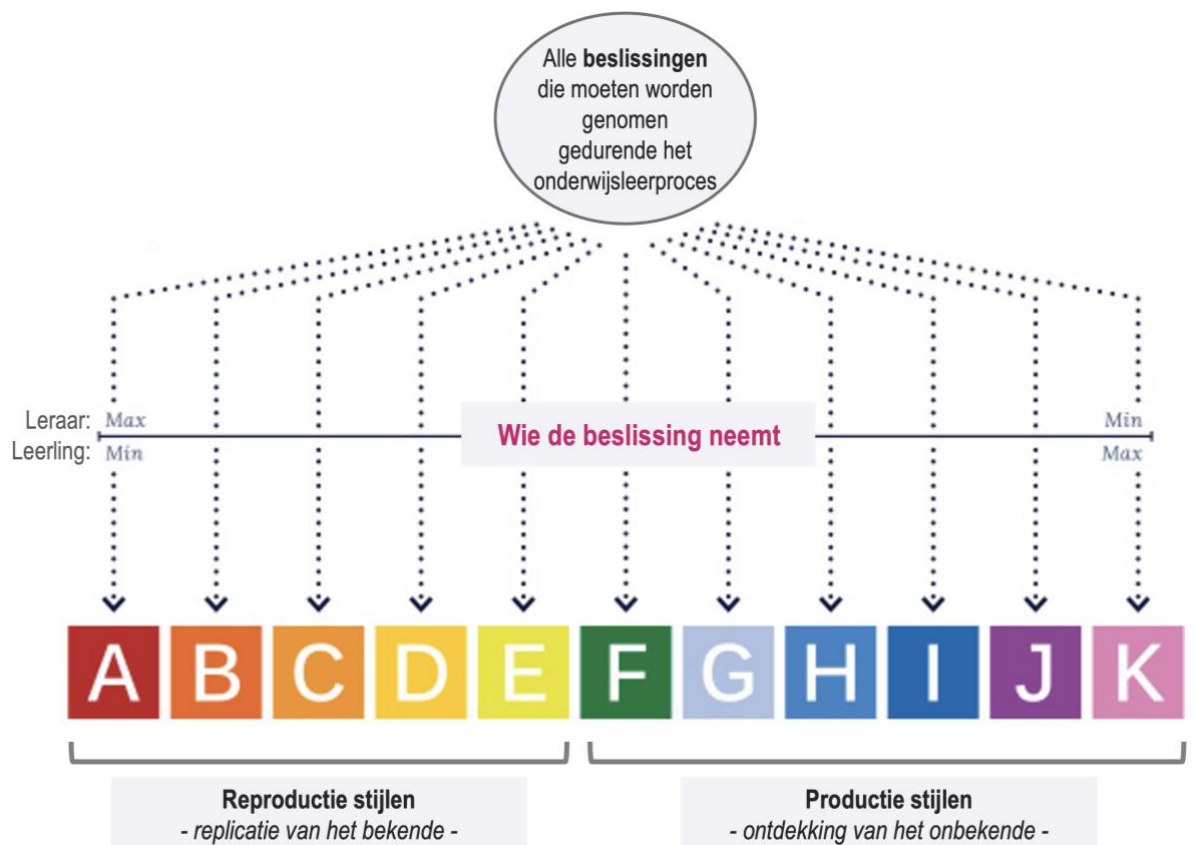 Alle beslissingen
die moeten worden
genomen
gedurende het
onderwijsleerproces
Leraar: Max Min
Wie de beslissing neemt
Leerling: Min Max
A B C D E F G H I J K
Reproductie stijlen
- replicatie van het bekende -
Productie stijlen
- ontdekking van het onbekende -